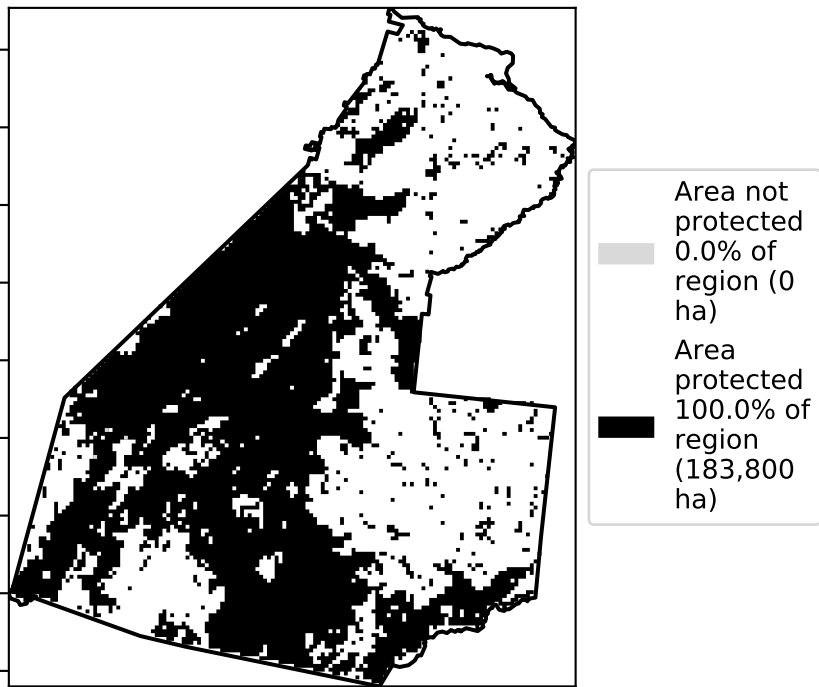 Area not
protected
0.0% of
region (0
ha)
Area
protected
100.0% of
region
(183,800
ha)